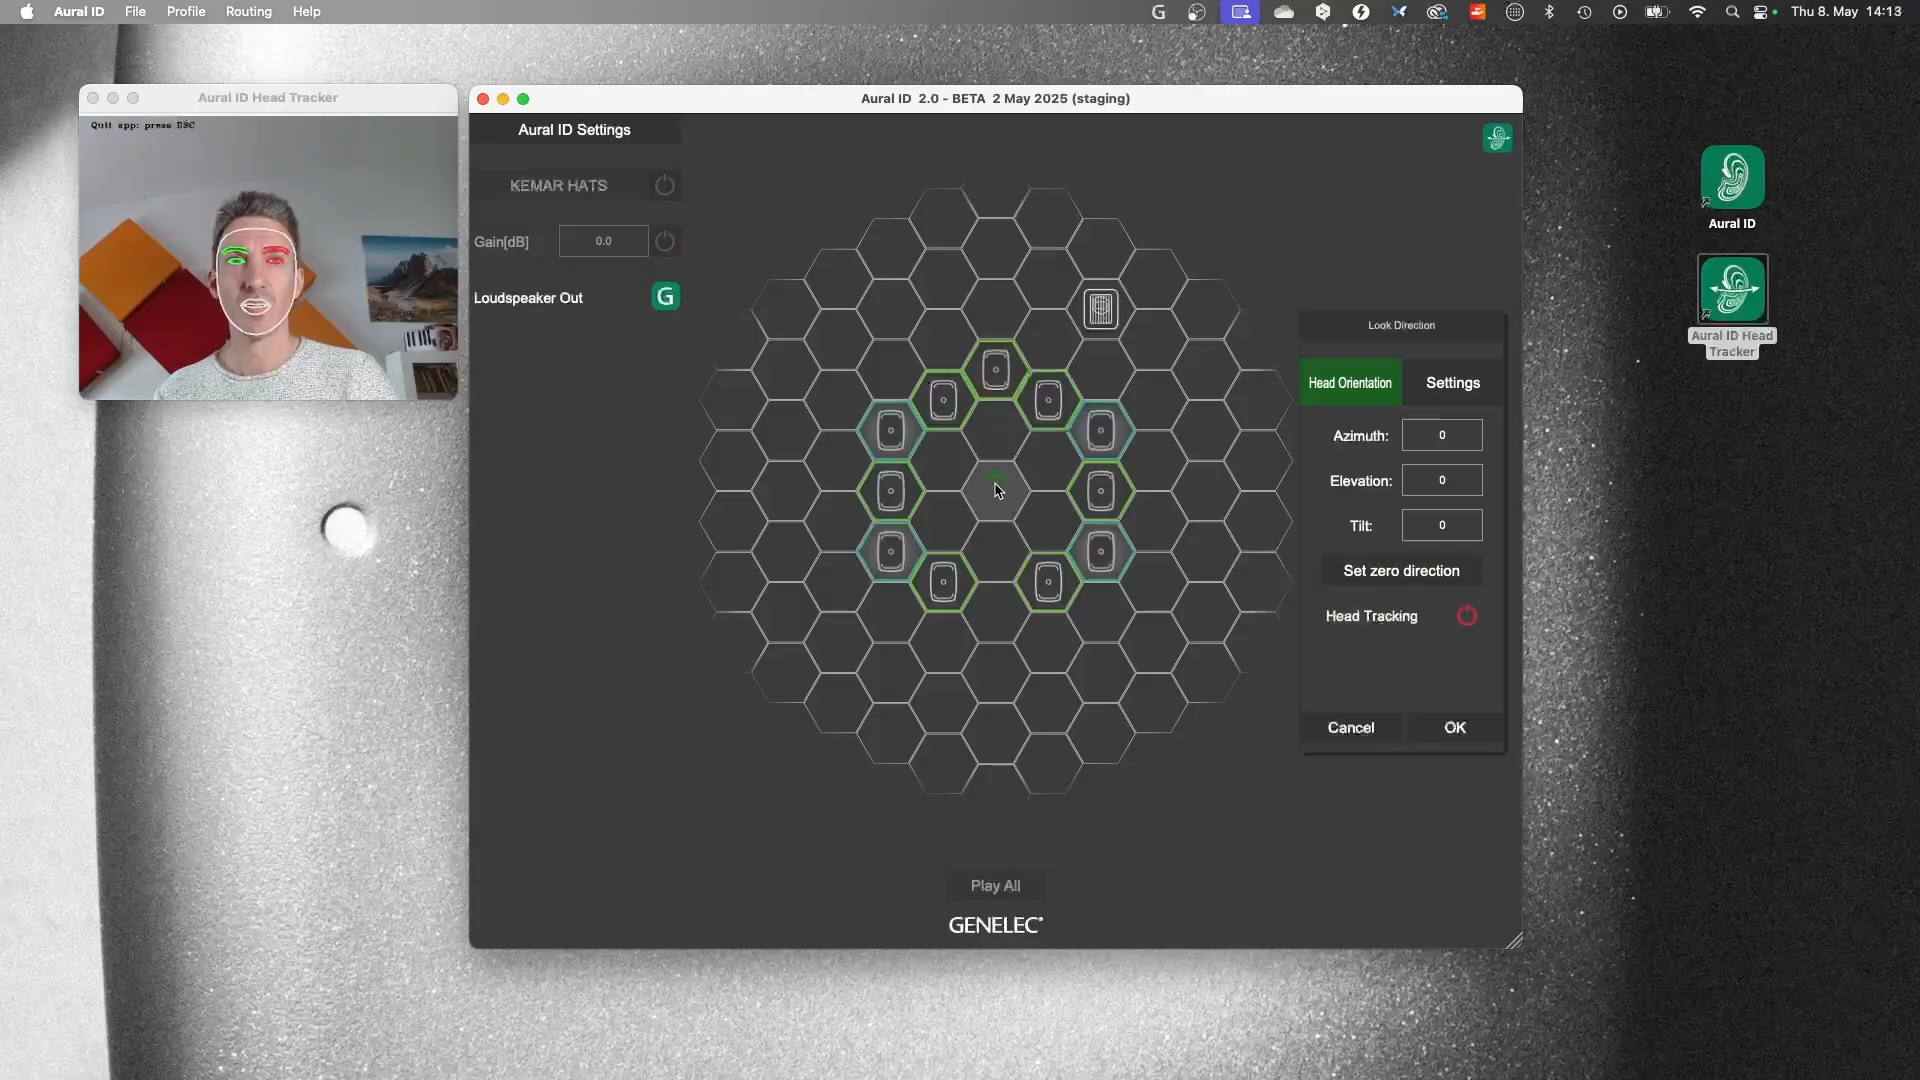 Aural ID File Profile Routing Help
Thu 8. May 14:13
Aural ID Head Tracker
Quit app: press ESC
Aural ID 2.0 - BETA 2 May 2025 (staging)
Aural ID Settings
KEMAR HATS
Gain[dB] 0.0
Loudspeaker Out G
Look Direction
Head Orientation Settings
Azimuth: 0
Elevation: 0
Tilt: 0
Set zero direction
Head Tracking
Cancel OK
Play All
GENELEC®
Aural ID
Aural ID Head
Tracker